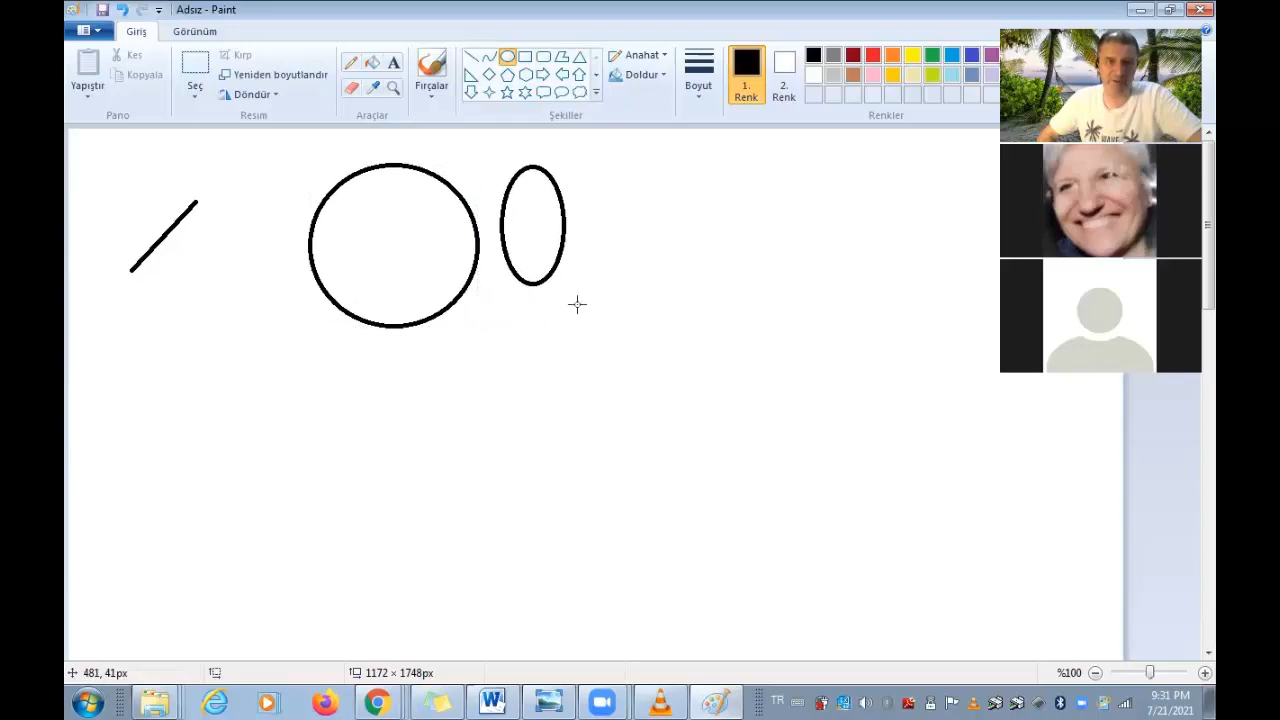 Adsız - Paint
Giriş Görünüm
Yapıştır
Kes
Kopyala
Pano
Seç
Kırp
Yeniden boyutlandır
Döndür
Resim
A
Araçlar
Fırçalar
Anahat
Doldur
Şekiller
Boyut
1.
Renk
2.
Renk
Renkler
481, 41px
1172 × 1748px
%100
TR
9:31 PM
7/21/2021